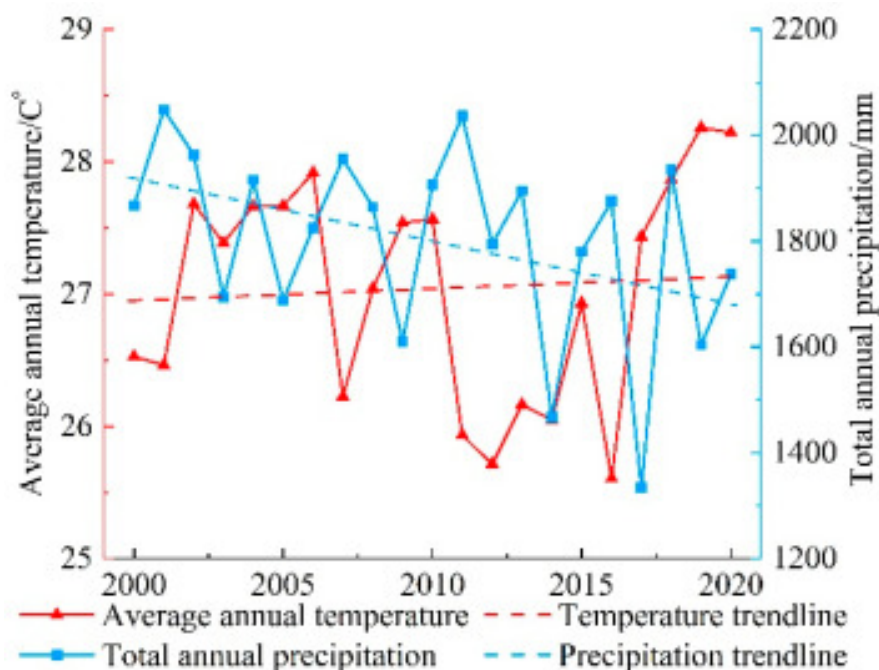 29
28
27
26
25
Average annual temperature/C°
2200
2000
1800
1600
1400
1200
Total annual precipitation/mm
2000 2005 2010 2015 2020
Average annual temperature Temperature trendline
Total annual precipitation Precipitation trendline